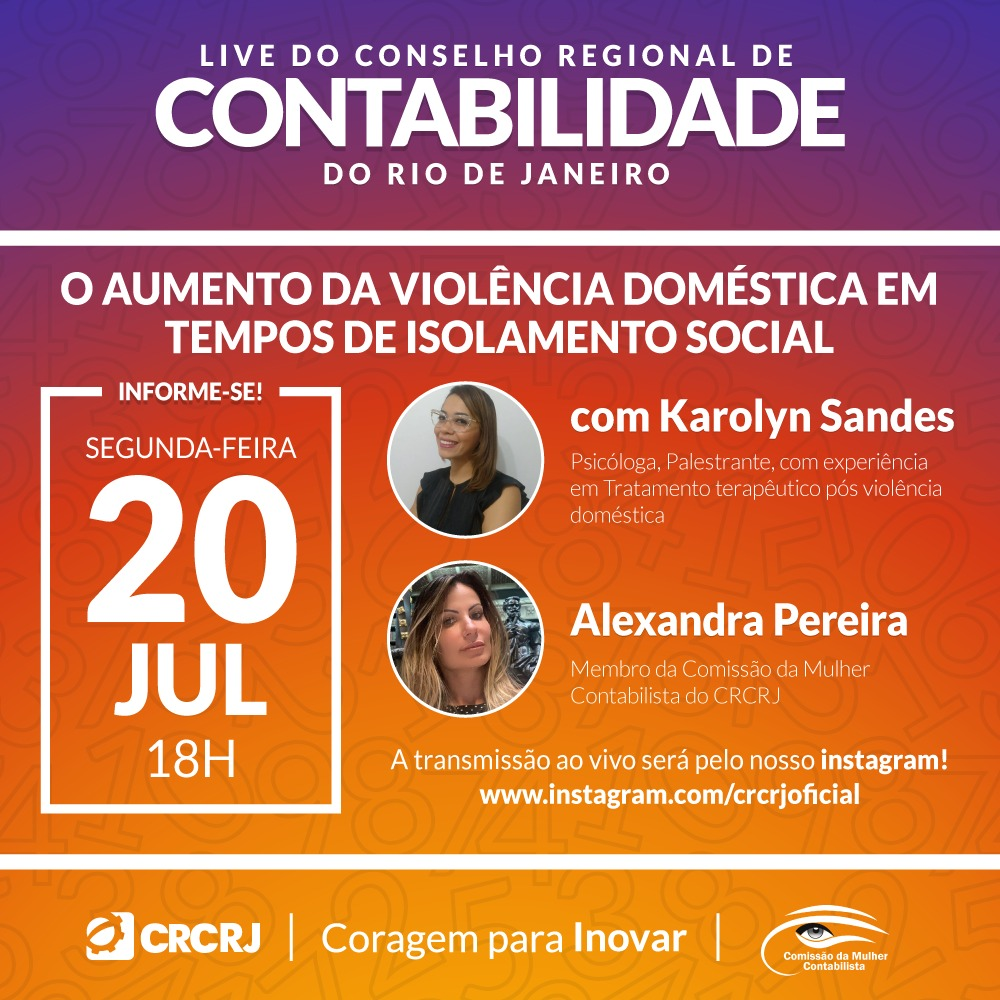 LIVE DO CONSELHO REGIONAL DE
CONTABILIDADE
DO RIO DE JANEIRO
O AUMENTO DA VIOLÊNCIA DOMÉSTICA EM
TEMPOS DE ISOLAMENTO SOCIAL
INFORME-SE!
SEGUNDA-FEIRA
20
JUL
18H
com Karolyn Sandes
Psicóloga, Palestrante, com experiência
em Tratamento terapêutico pós violência
doméstica
Alexandra Pereira
Membro da Comissão da Mulher
Contabilista do CRCRJ
A transmissão ao vivo será pelo nosso instagram!
www.instagram.com/crcrjoficial
CRCRJ
Coragem para Inovar
Comissão da Mulher
Contabilista